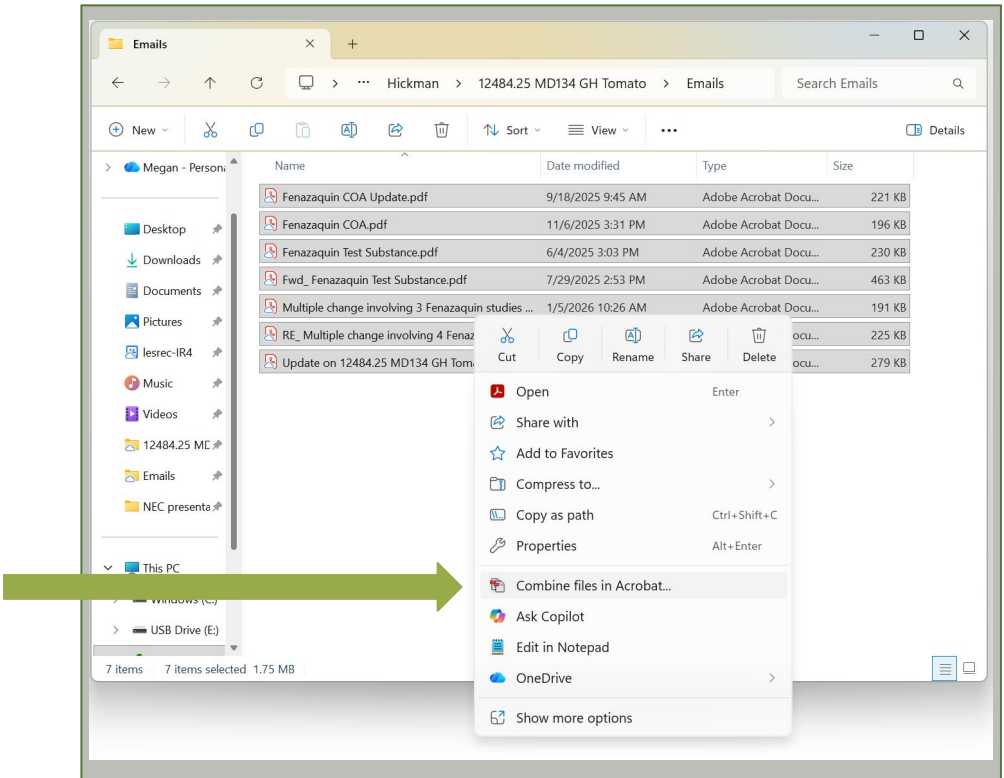 Emails
Hickman > 12484.25 MD134 GH Tomato > Emails
Search Emails
New
Sort
View
Details
Megan - Persona
Desktop
Downloads
Documents
Pictures
lesrec-IR4
Music
Videos
12484.25 ME
Emails
NEC presenta
This PC
USB Drive (E:)
Name Date modified Type Size
Fenazaquin COA Update.pdf 9/18/2025 9:45 AM Adobe Acrobat Docu... 221 KB
Fenazaquin COA.pdf 11/6/2025 3:31 PM Adobe Acrobat Docu... 196 KB
Fenazaquin Test Substance.pdf 6/4/2025 3:03 PM Adobe Acrobat Docu... 230 KB
Fwd_ Fenazaquin Test Substance.pdf 7/29/2025 2:53 PM Adobe Acrobat Docu... 463 KB
Multiple change involving 3 Fenazaquin studies ... 1/5/2026 10:26 AM Adobe Acrobat Docu... 191 KB
RE_ Multiple change involving 4 Fenaz ocu... 225 KB
Update on 12484.25 MD134 GH Toma ocu... 279 KB
Cut Copy Rename Share Delete
Open Enter
Share with
Add to Favorites
Compress to...
Copy as path Ctrl+Shift+C
Properties Alt+Enter
Combine files in Acrobat...
Ask Copilot
Edit in Notepad
OneDrive
Show more options
7 items 7 items selected 1.75 MB